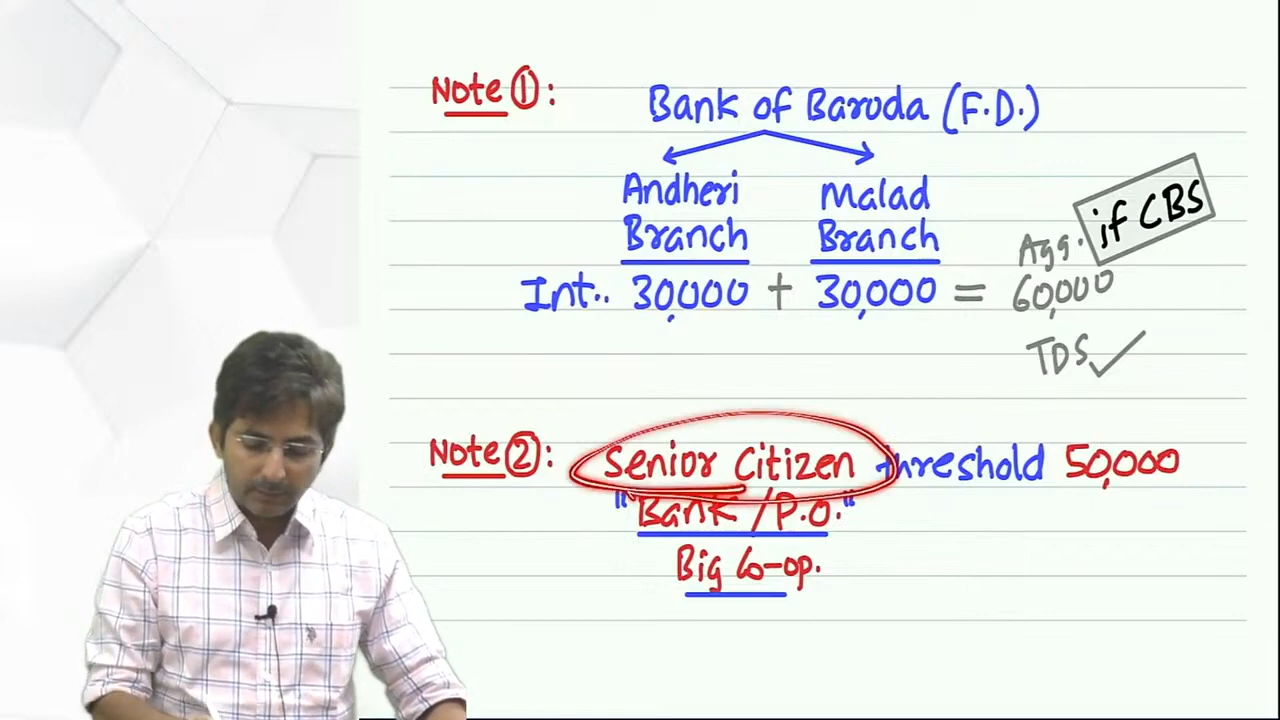 Note ①:
Bank of Baroda (F.D.)
Andheri Branch
Malad Branch
Int.. 30,000 + 30,000 = 60,000
Agg. if CBS
TDS ✓
Note ②: Senior Citizen threshold 50,000
"Bank / P.O."
Big Co-op.